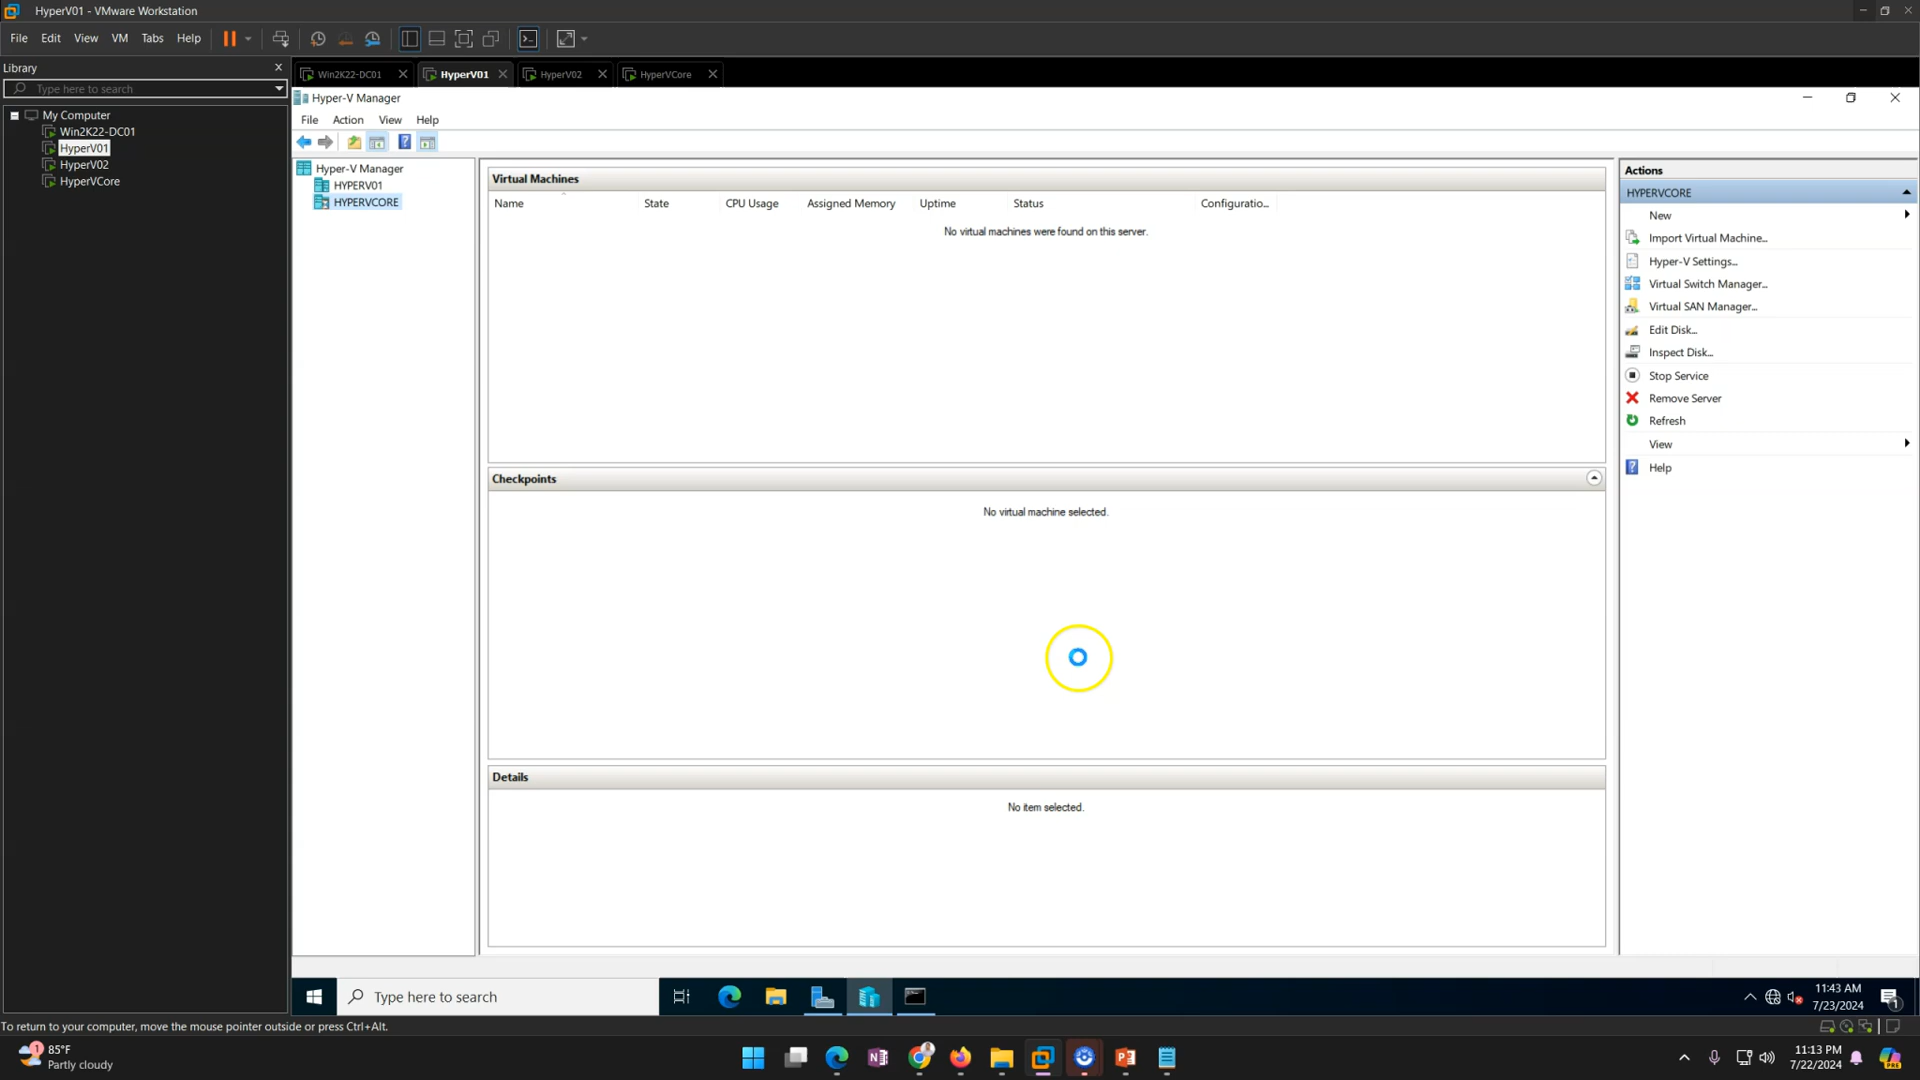 HyperV01 - VMware Workstation
File Edit View VM Tabs Help
Library
Type here to search
My Computer
Win2K22-DC01
HyperV01
HyperV02
HyperVCore
Win2K22-DC01
HyperV01
HyperV02
HyperVCore
Hyper-V Manager
File Action View Help
Hyper-V Manager
HYPERV01
HYPERVCORE
Virtual Machines
Name State CPU Usage Assigned Memory Uptime Status Configuratio...
No virtual machines were found on this server.
Checkpoints
No virtual machine selected.
Details
No item selected.
Actions
HYPERVCORE
New
Import Virtual Machine...
Hyper-V Settings...
Virtual Switch Manager...
Virtual SAN Manager...
Edit Disk...
Inspect Disk...
Stop Service
Remove Server
Refresh
View
Help
Type here to search
11:43 AM
7/23/2024
1
To return to your computer, move the mouse pointer outside or press Ctrl+Alt.
1
85°F
Partly cloudy
11:13 PM
7/22/2024
PRE